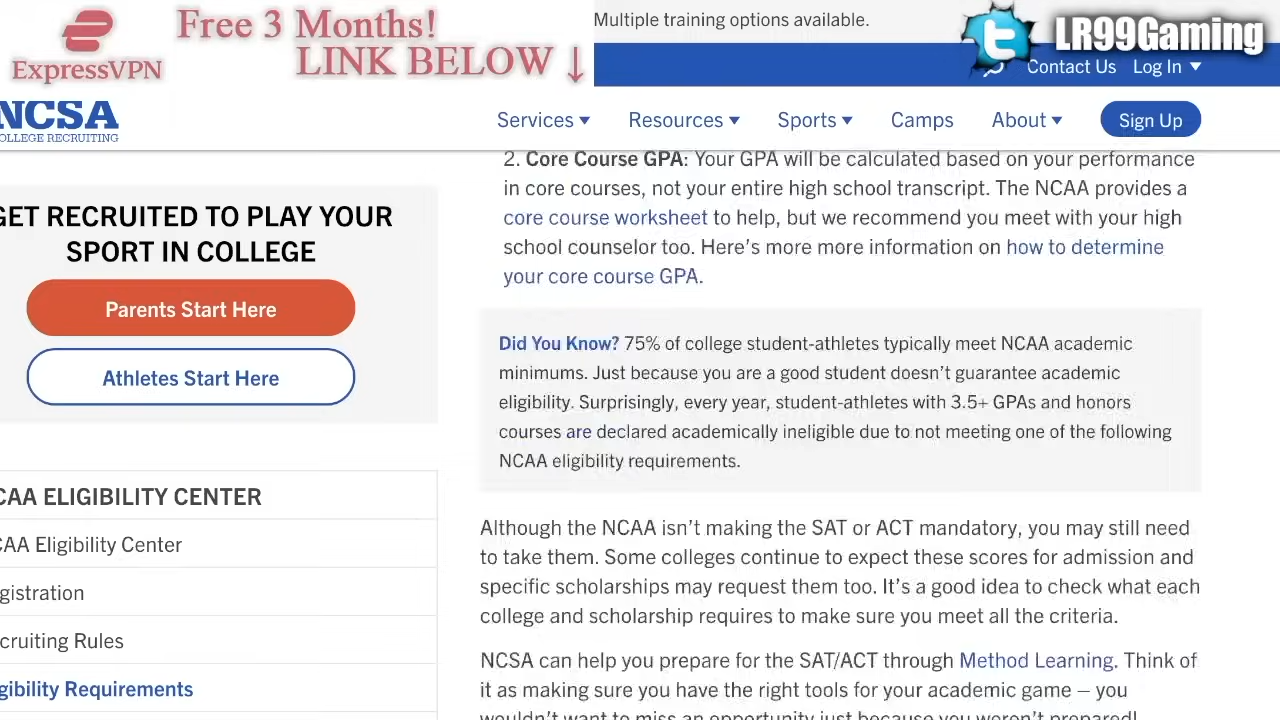 Multiple training options available.
Free 3 Months!
LINK BELOW ↓
ExpressVPN
LR99Gaming
Contact Us Log In
NCSA
COLLEGE RECRUITING
Services Resources Sports Camps About Sign Up
2. Core Course GPA: Your GPA will be calculated based on your performance
in core courses, not your entire high school transcript. The NCAA provides a
core course worksheet to help, but we recommend you meet with your high
school counselor too. Here's more more information on how to determine
your core course GPA.
GET RECRUITED TO PLAY YOUR
SPORT IN COLLEGE
Parents Start Here
Athletes Start Here
Did You Know? 75% of college student-athletes typically meet NCAA academic
minimums. Just because you are a good student doesn't guarantee academic
eligibility. Surprisingly, every year, student-athletes with 3.5+ GPAs and honors
courses are declared academically ineligible due to not meeting one of the following
NCAA eligibility requirements.
CAA ELIGIBILITY CENTER
CAA Eligibility Center
gistration
cruiting Rules
gibility Requirements
Although the NCAA isn't making the SAT or ACT mandatory, you may still need
to take them. Some colleges continue to expect these scores for admission and
specific scholarships may request them too. It's a good idea to check what each
college and scholarship requires to make sure you meet all the criteria.
NCSA can help you prepare for the SAT/ACT through Method Learning. Think of
it as making sure you have the right tools for your academic game – you
wouldn't want to miss an opportunity just because you weren't prepared!